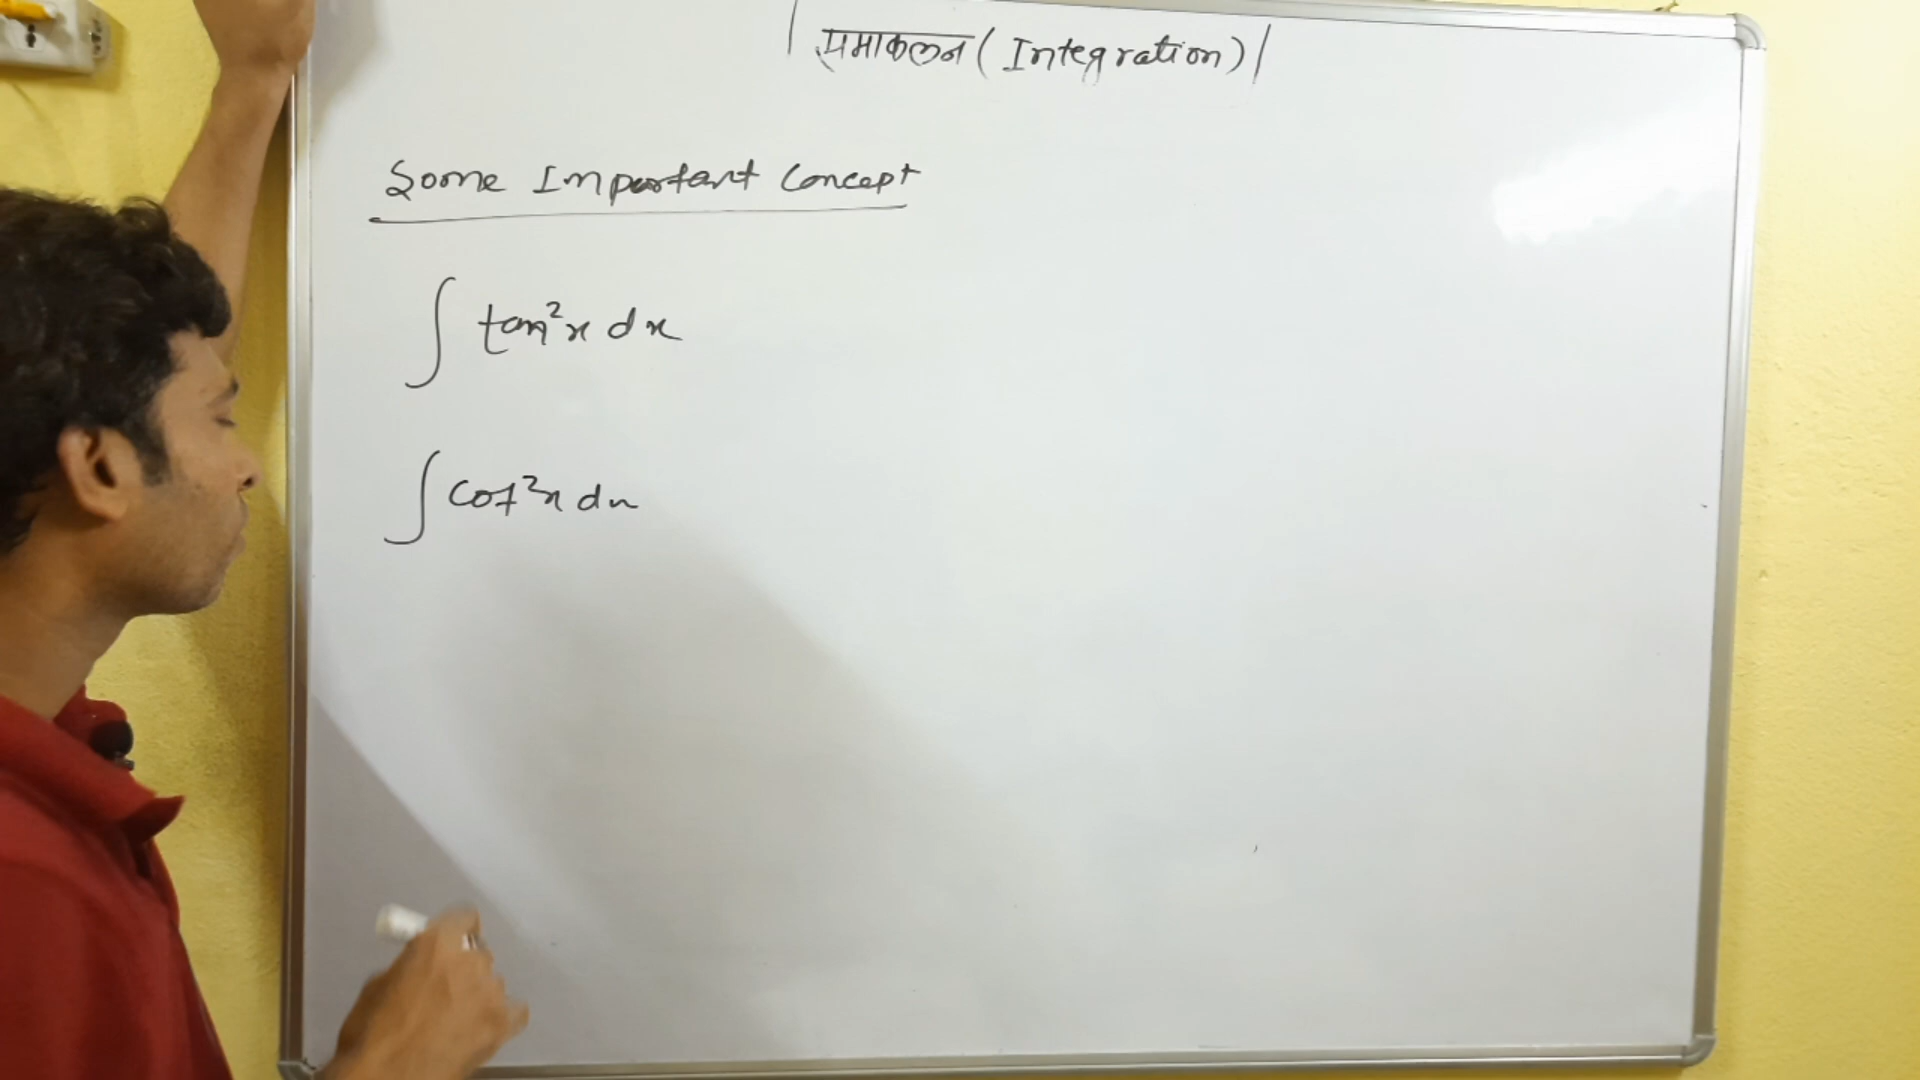 समाकलन (Integration)
Some Important Concept
∫ tan²x dx
∫ cot²x dx